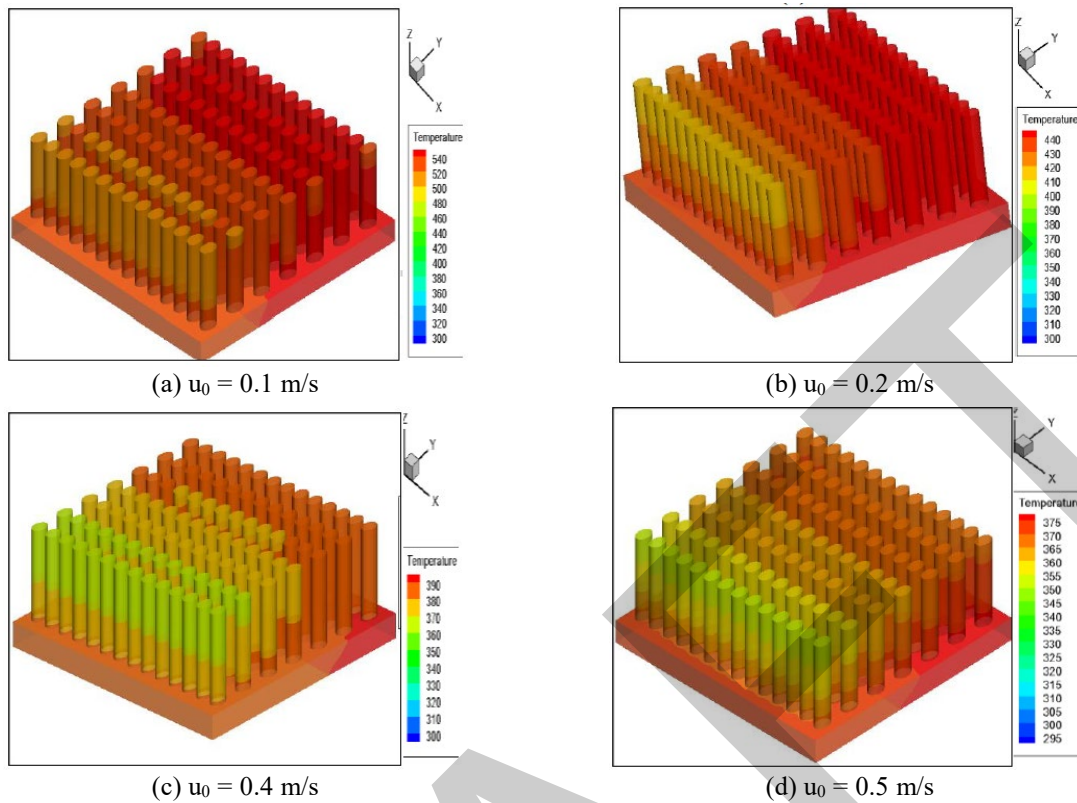 Z
Y
X
Temperature
540
520
500
480
460
440
420
400
380
360
340
320
300
Z
Y
X
Temperature
440
430
420
410
400
390
380
370
360
350
340
330
320
310
300
(a) u₀ = 0.1 m/s
(b) u₀ = 0.2 m/s
Z
Y
X
Temperature
390
380
370
360
350
340
330
320
310
300
Y
X
Temperature
375
370
365
360
355
350
345
340
335
330
325
320
315
310
305
300
295
(c) u₀ = 0.4 m/s
(d) u₀ = 0.5 m/s